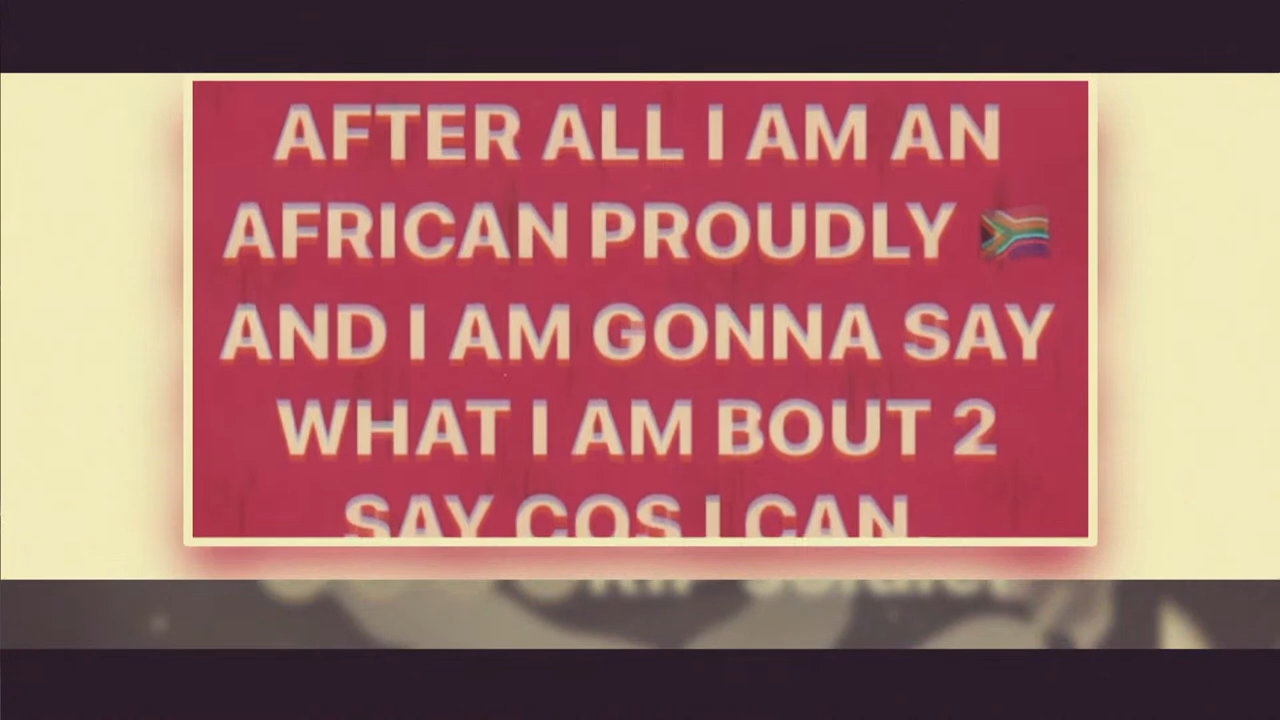 AFTER ALL I AM AN
AFRICAN PROUDLY 🇿🇦
AND I AM GONNA SAY
WHAT I AM BOUT 2
SAY COS I CAN.